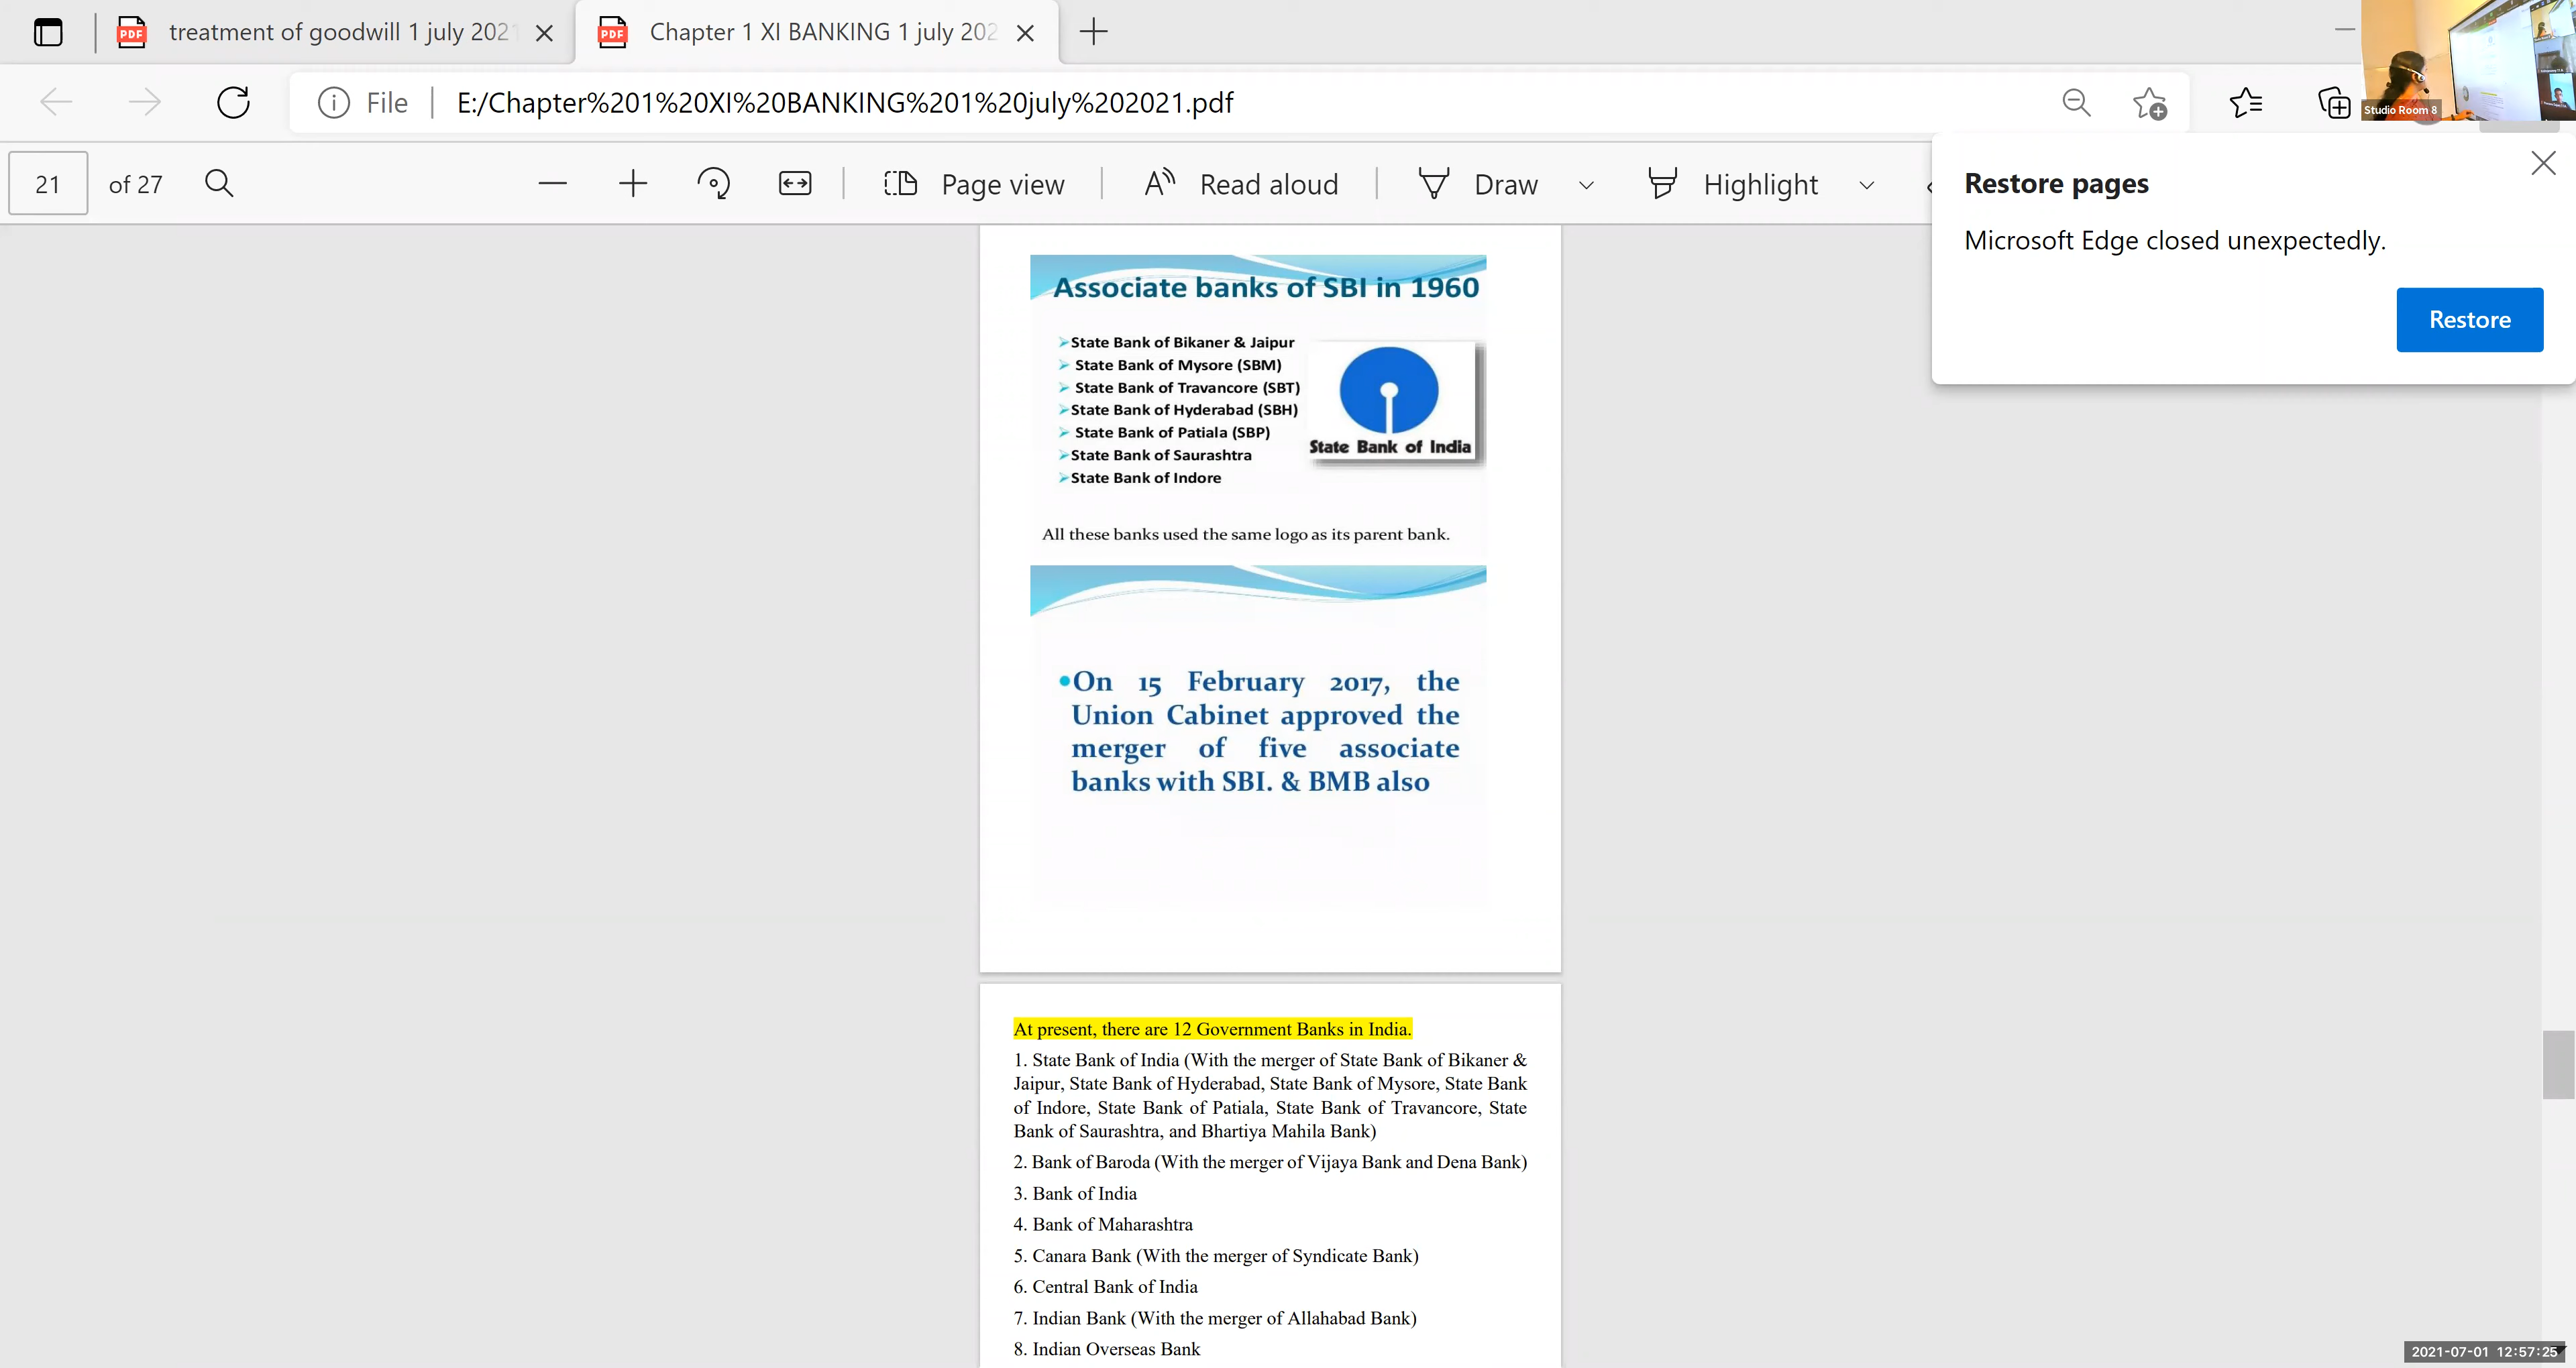 treatment of goodwill 1 july 2021
Chapter 1 XI BANKING 1 july 202
File
E:/Chapter%201%20XI%20BANKING%201%20july%202021.pdf
Studio Room 8
21 of 27
Page view
Read aloud
Draw
Highlight
Restore pages
Microsoft Edge closed unexpectedly.
Restore
Associate banks of SBI in 1960
➢State Bank of Bikaner & Jaipur
➢ State Bank of Mysore (SBM)
➢ State Bank of Travancore (SBT)
➢State Bank of Hyderabad (SBH)
➢ State Bank of Patiala (SBP)
➢State Bank of Saurashtra
➢State Bank of Indore
State Bank of India
All these banks used the same logo as its parent bank.
•On 15 February 2017, the
Union Cabinet approved the
merger of five associate
banks with SBI. & BMB also
At present, there are 12 Government Banks in India.
1. State Bank of India (With the merger of State Bank of Bikaner &
Jaipur, State Bank of Hyderabad, State Bank of Mysore, State Bank
of Indore, State Bank of Patiala, State Bank of Travancore, State
Bank of Saurashtra, and Bhartiya Mahila Bank)
2. Bank of Baroda (With the merger of Vijaya Bank and Dena Bank)
3. Bank of India
4. Bank of Maharashtra
5. Canara Bank (With the merger of Syndicate Bank)
6. Central Bank of India
7. Indian Bank (With the merger of Allahabad Bank)
8. Indian Overseas Bank
2021-07-01 12:57:25